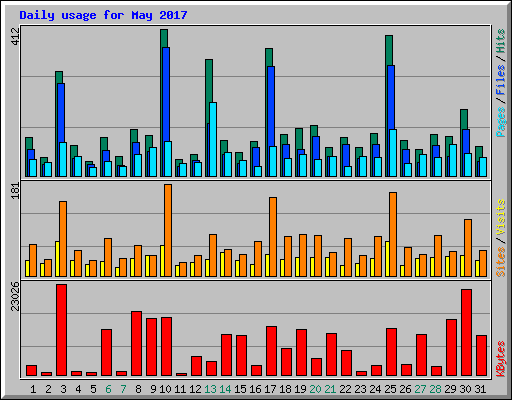 Daily usage for May 2017
412
Pages / Files / Hits
181
Sites / Visits
23026
KBytes
1 2 3 4 5 6 7 8 9 10 11 12 13 14 15 16 17 18 19 20 21 22 23 24 25 26 27 28 29 30 31